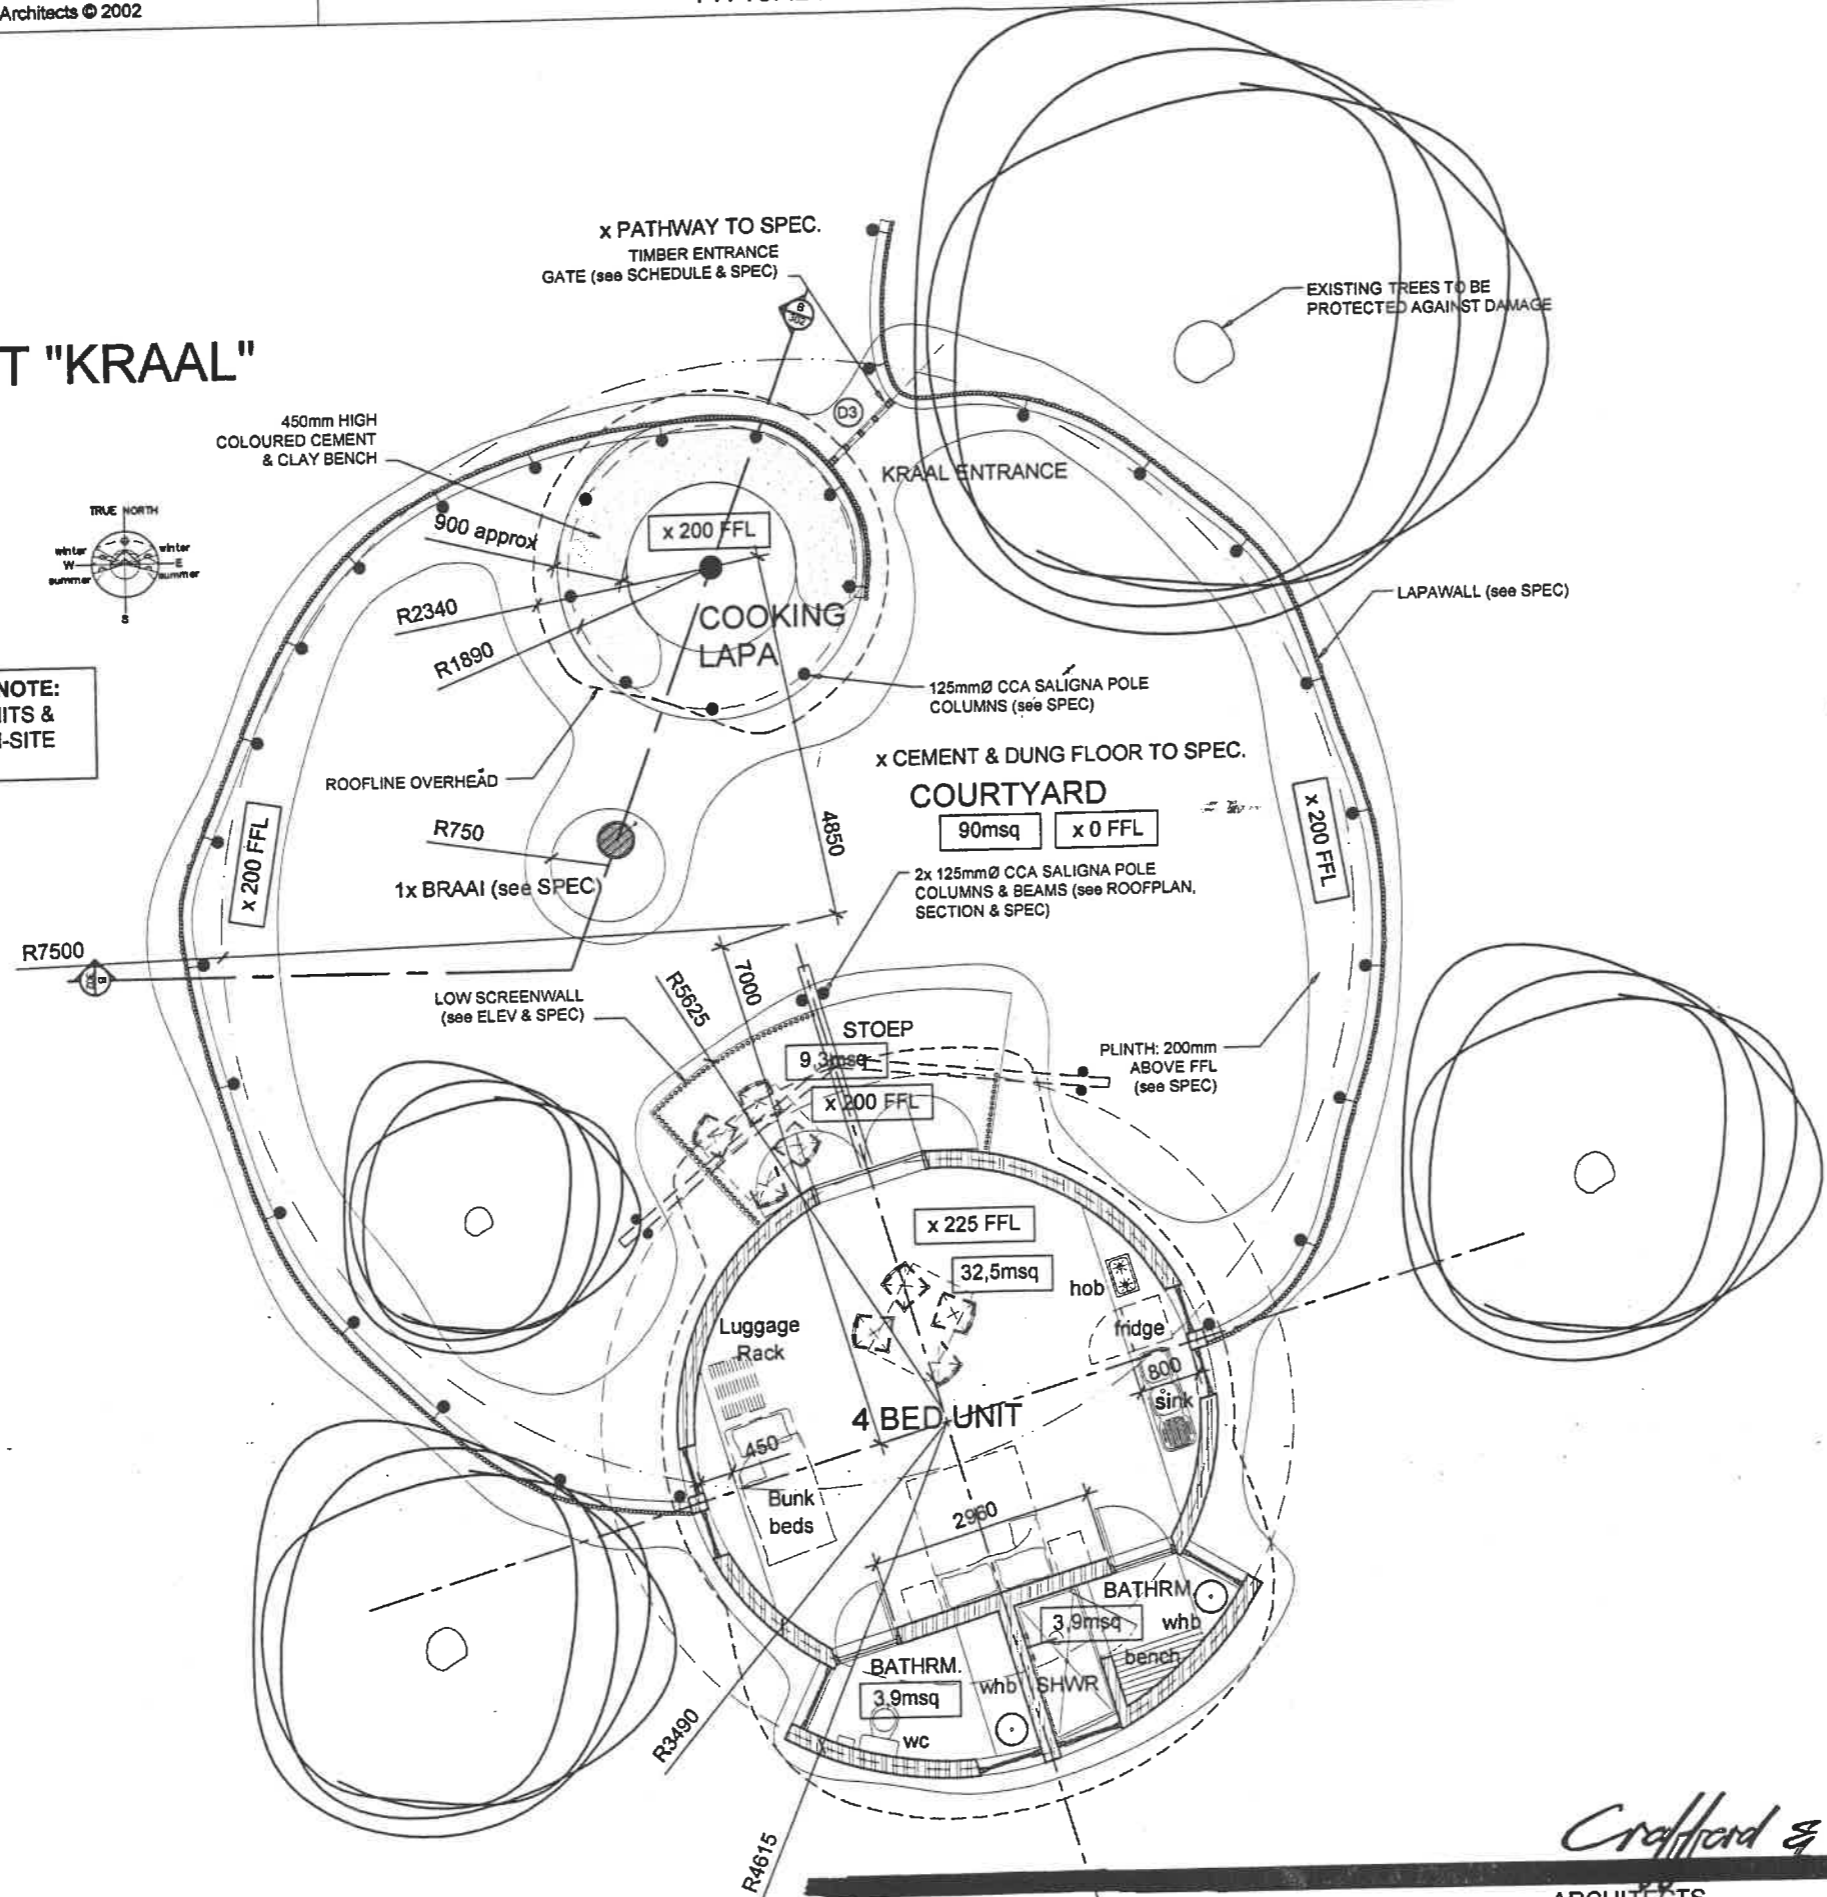 Architects © 2002
x PATHWAY TO SPEC.
TIMBER ENTRANCE
GATE (see SCHEDULE & SPEC)
B
302
EXISTING TREES TO BE
PROTECTED AGAINST DAMAGE
T "KRAAL"
450mm HIGH
COLOURED CEMENT
& CLAY BENCH
D3
KRAAL ENTRANCE
TRUE NORTH
winter
winter
W
E
summer
summer
S
900 approx
x 200 FFL
R2340
R1890
COOKING
LAPA
LAPAWALL (see SPEC)
NOTE:
ITS &
-SITE
125mmØ CCA SALIGNA POLE
COLUMNS (see SPEC)
x CEMENT & DUNG FLOOR TO SPEC.
ROOFLINE OVERHEAD
COURTYARD
90msq
x 0 FFL
x 200 FFL
x 200 FFL
R750
4850
1x BRAAI (see SPEC)
2x 125mmØ CCA SALIGNA POLE
COLUMNS & BEAMS (see ROOFPLAN,
SECTION & SPEC)
R7500
B
302
LOW SCREENWALL
(see ELEV & SPEC)
R5625
7000
STOEP
9,3msq
x 200 FFL
PLINTH: 200mm
ABOVE FFL
(see SPEC)
x 225 FFL
32,5msq
hob
fridge
Luggage
Rack
800
sink
4 BED UNIT
450
Bunk
beds
2960
BATHRM.
3,9msq
whb
bench
BATHRM.
3,9msq
whb
SHWR
wc
R3490
R4615
Crafford &
ARCHITECTS